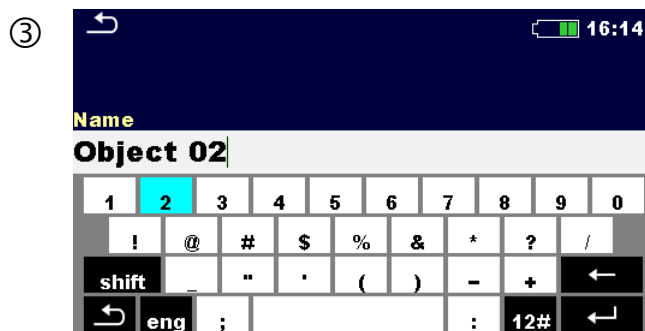 ③
16:14
Name
Object 02
1 2 3 4 5 6 7 8 9 0
! @ # $ % & * ? /
shift _ " ' ( ) - + ←
eng ; : 12# ↵